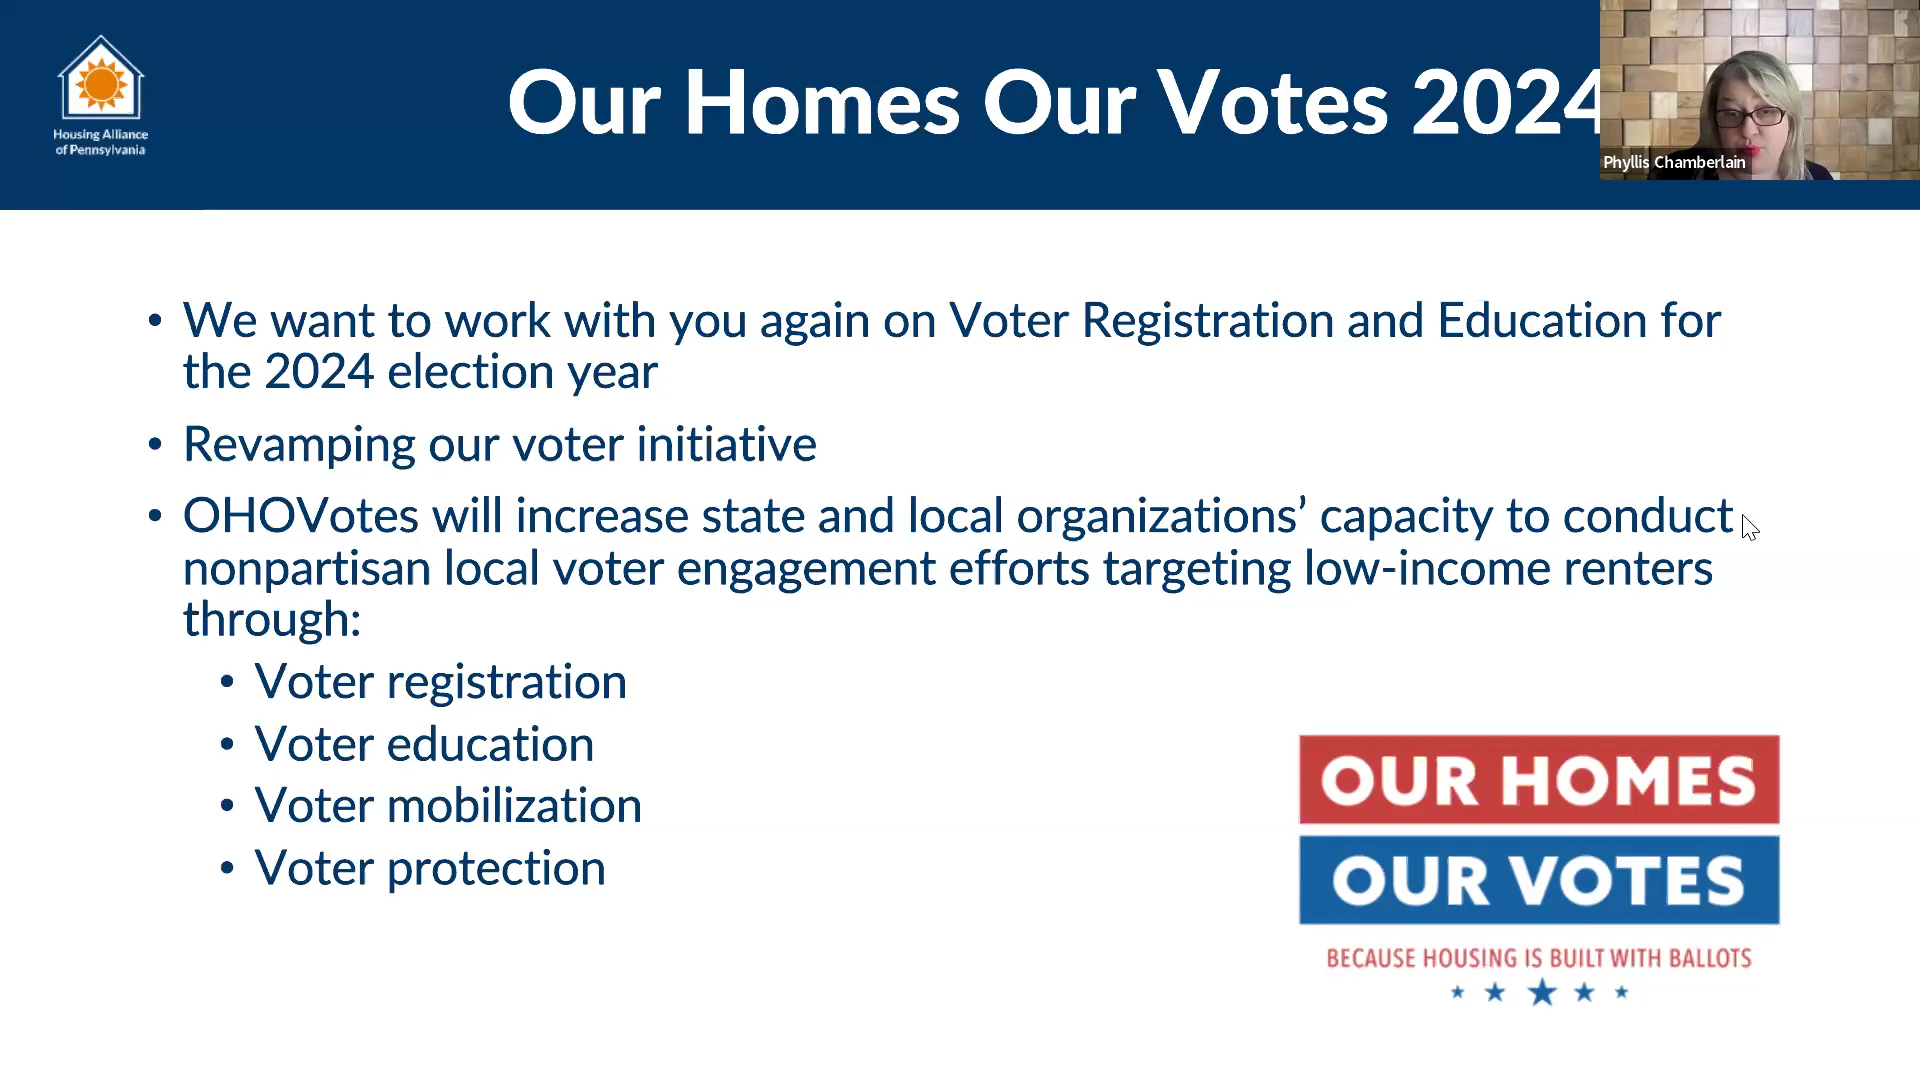 Housing Alliance
of Pennsylvania
Our Homes Our Votes 2024
Phyllis Chamberlain
• We want to work with you again on Voter Registration and Education for
the 2024 election year
• Revamping our voter initiative
• OHOVotes will increase state and local organizations’ capacity to conduct
nonpartisan local voter engagement efforts targeting low-income renters
through:
• Voter registration
• Voter education
• Voter mobilization
• Voter protection
OUR HOMES
OUR VOTES
BECAUSE HOUSING IS BUILT WITH BALLOTS